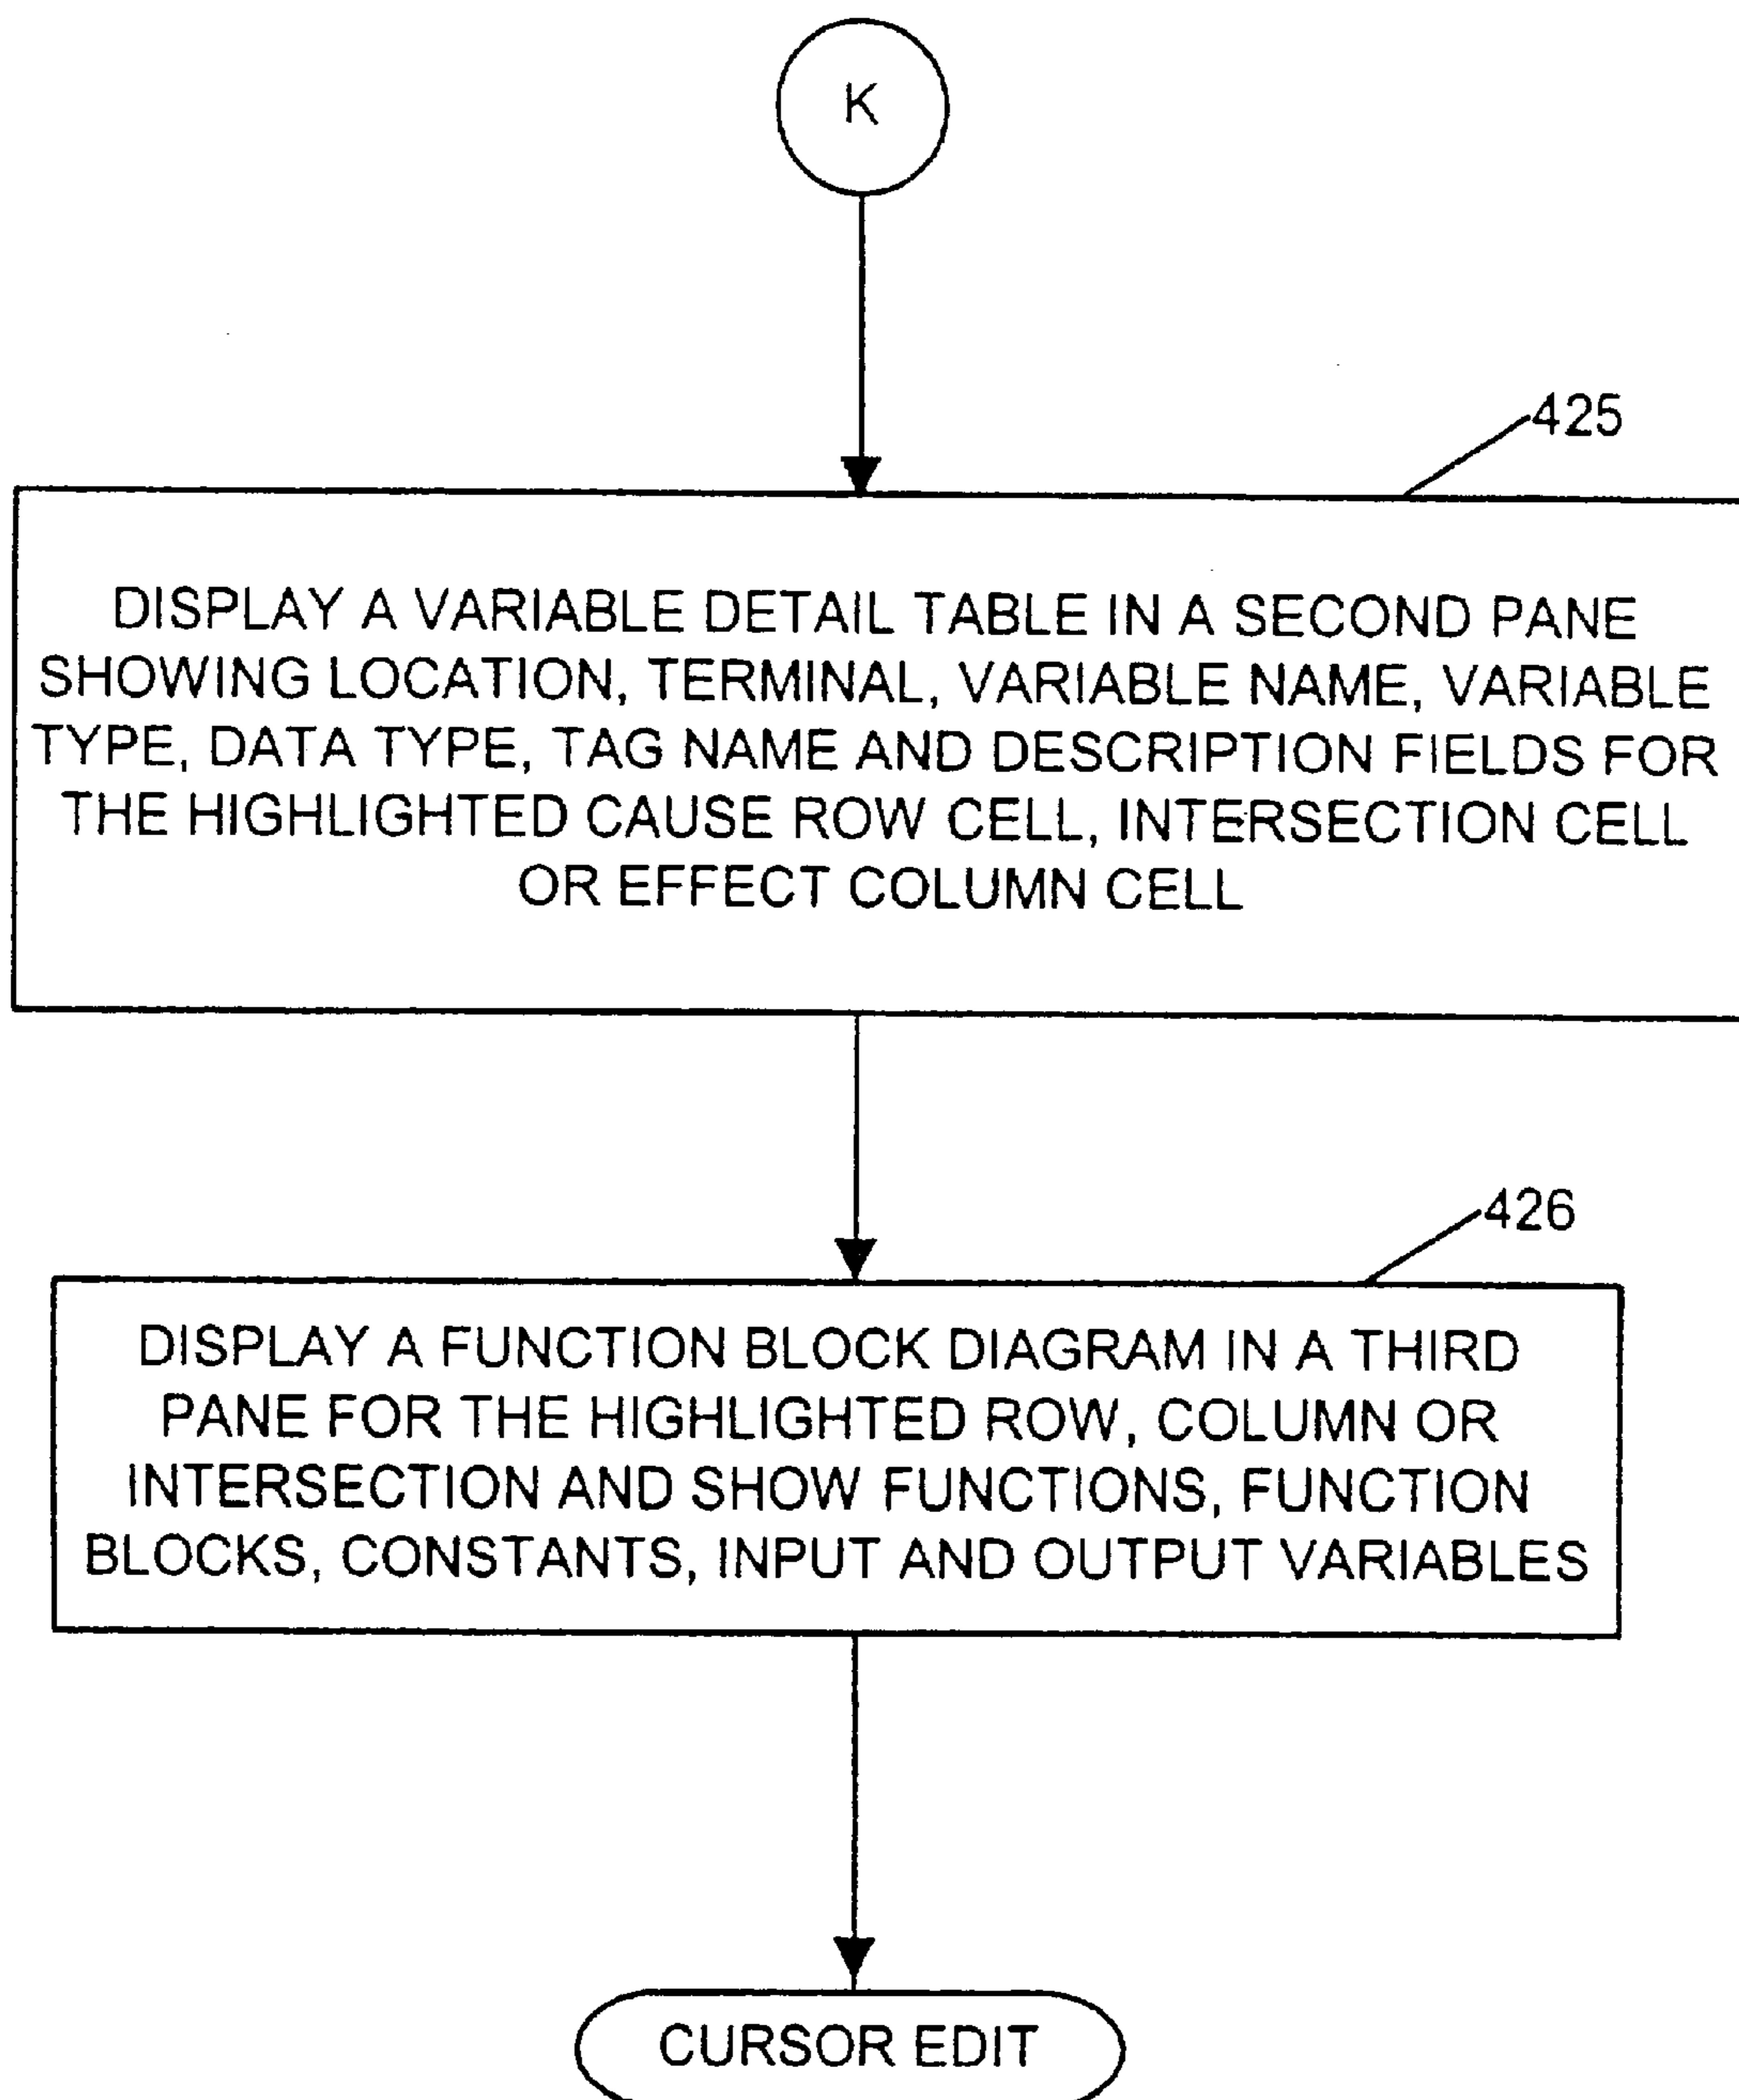 K
425
DISPLAY A VARIABLE DETAIL TABLE IN A SECOND PANE
SHOWING LOCATION, TERMINAL, VARIABLE NAME, VARIABLE
TYPE, DATA TYPE, TAG NAME AND DESCRIPTION FIELDS FOR
THE HIGHLIGHTED CAUSE ROW CELL, INTERSECTION CELL
OR EFFECT COLUMN CELL
426
DISPLAY A FUNCTION BLOCK DIAGRAM IN A THIRD
PANE FOR THE HIGHLIGHTED ROW, COLUMN OR
INTERSECTION AND SHOW FUNCTIONS, FUNCTION
BLOCKS, CONSTANTS, INPUT AND OUTPUT VARIABLES
CURSOR EDIT